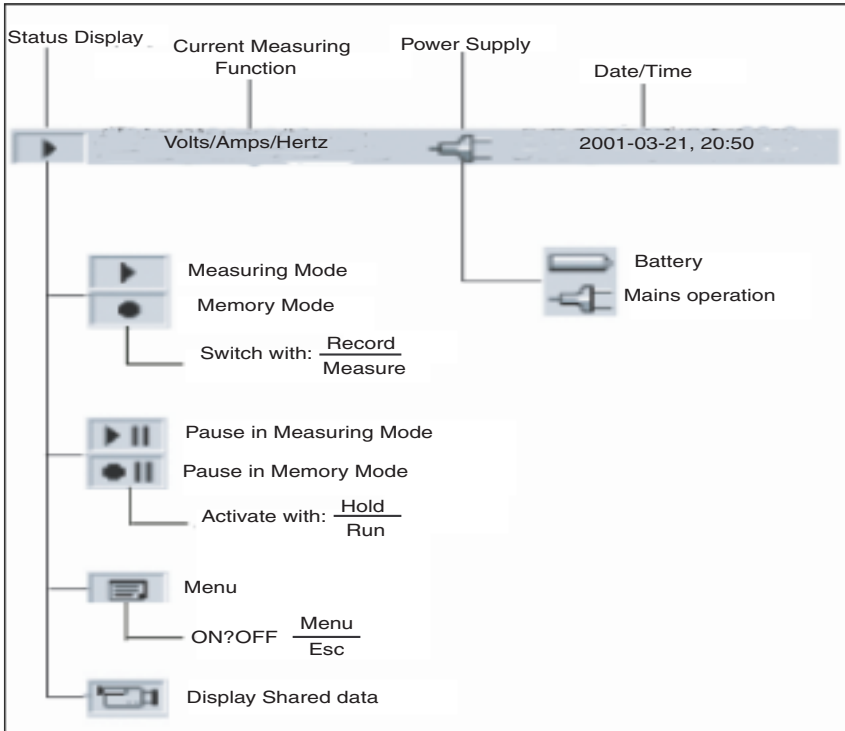 Status Display
Current Measuring
Function
Power Supply
Date/Time
Volts/Amps/Hertz
2001-03-21, 20:50
Measuring Mode
Memory Mode
Switch with: Record
Measure
Battery
Mains operation
Pause in Measuring Mode
Pause in Memory Mode
Activate with: Hold
Run
Menu
ON?OFF Menu
Esc
Display Shared data